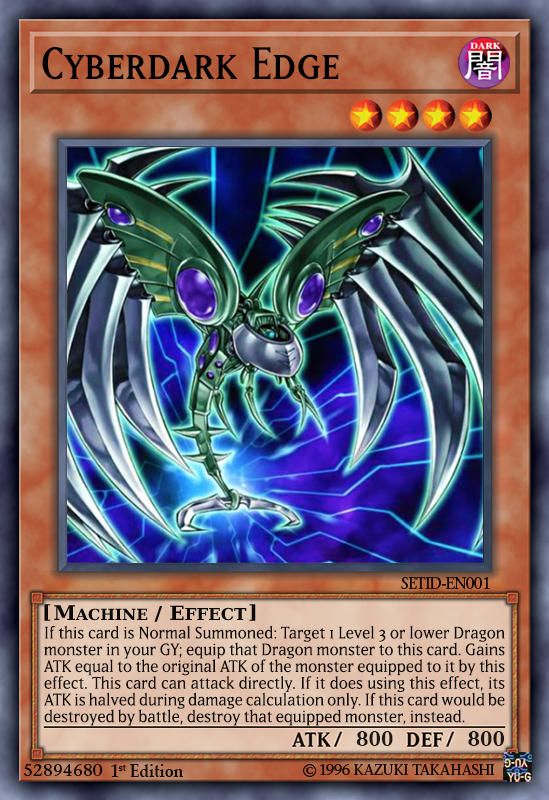 Cyberdark Edge
DARK
闇
SETID-EN001
[Machine / Effect]
If this card is Normal Summoned: Target 1 Level 3 or lower Dragon
monster in your GY; equip that Dragon monster to this card. Gains
ATK equal to the original ATK of the monster equipped to it by this
effect. This card can attack directly. If it does using this effect, its
ATK is halved during damage calculation only. If this card would be
destroyed by battle, destroy that equipped monster, instead.
ATK/ 800 DEF/ 800
52894680 1st Edition
© 1996 KAZUKI TAKAHASHI